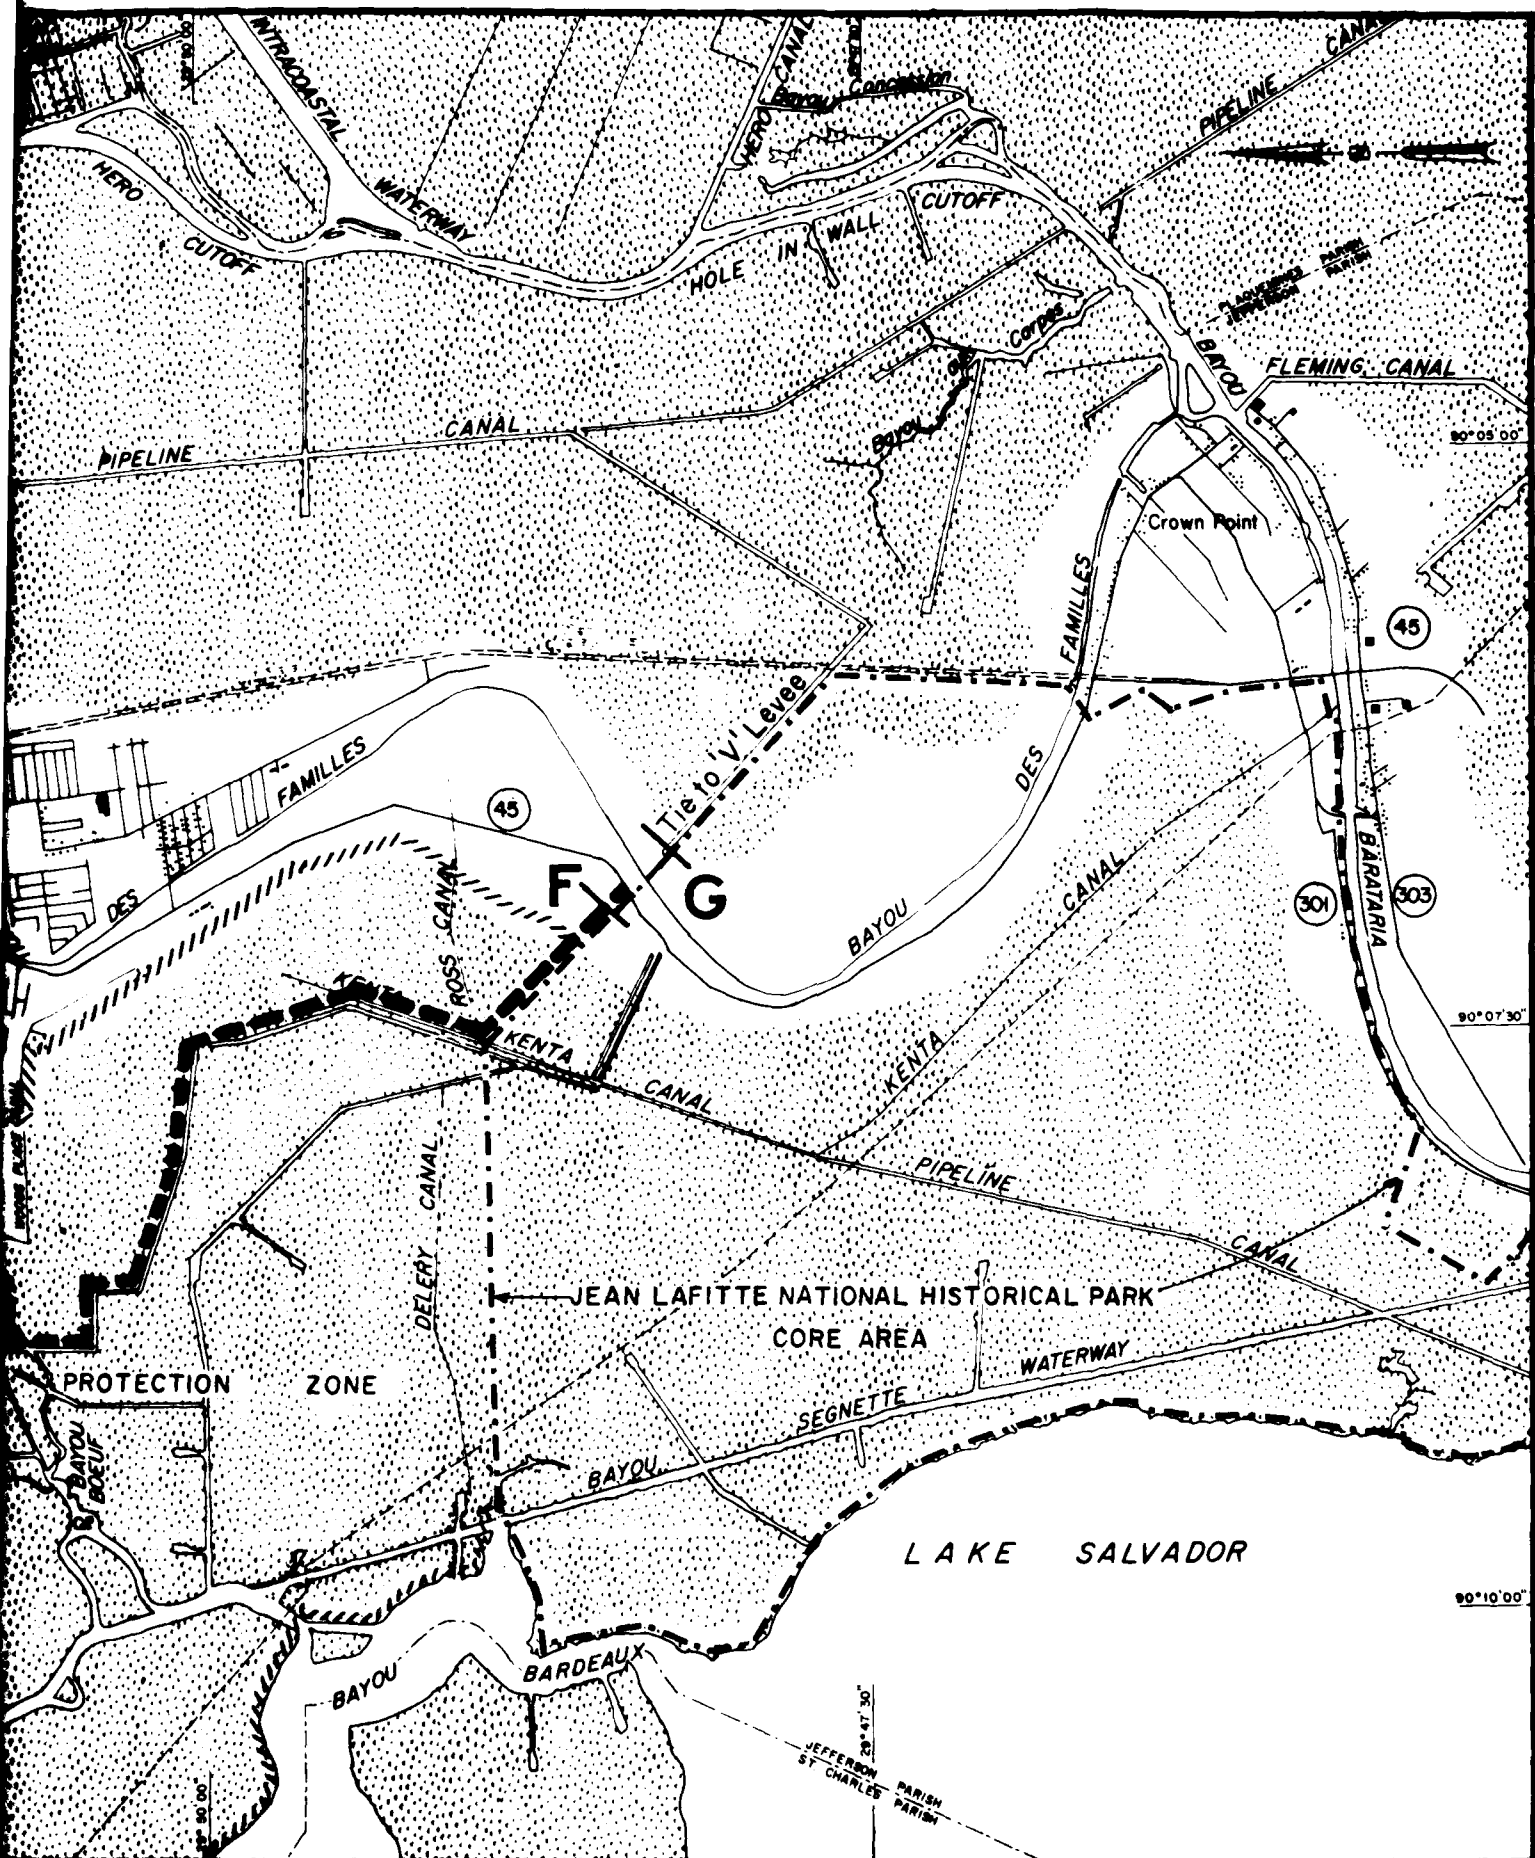 INTRACOASTAL
WATERWAY
HERO CANAL
Bayou Concession
PIPELINE CANAL
HERO
CUTOFF
HOLE IN WALL CUTOFF
PLAQUEMINES PARISH
JEFFERSON PARISH
BAYOU
FLEMING CANAL
Corpes
Bayou
90°05'00"
PIPELINE
CANAL
Crown Point
FAMILLES
45
Tie to 'V' Levee
DES
FAMILLES
45
DES
F
G
ROSS CANAL
BAYOU
KENTA
CANAL
BARATARIA
301
303
90°07'30"
KENTA
KENTA
CANAL
PIPELINE
CANAL
DELERY CANAL
JEAN LAFITTE NATIONAL HISTORICAL PARK
CORE AREA
PROTECTION ZONE
BAYOU
BOEUF
BAYOU
SEGNETTE
WATERWAY
LAKE SALVADOR
90°10'00"
BAYOU
BARDEAUX
29°47'30"
JEFFERSON PARISH
ST CHARLES PARISH